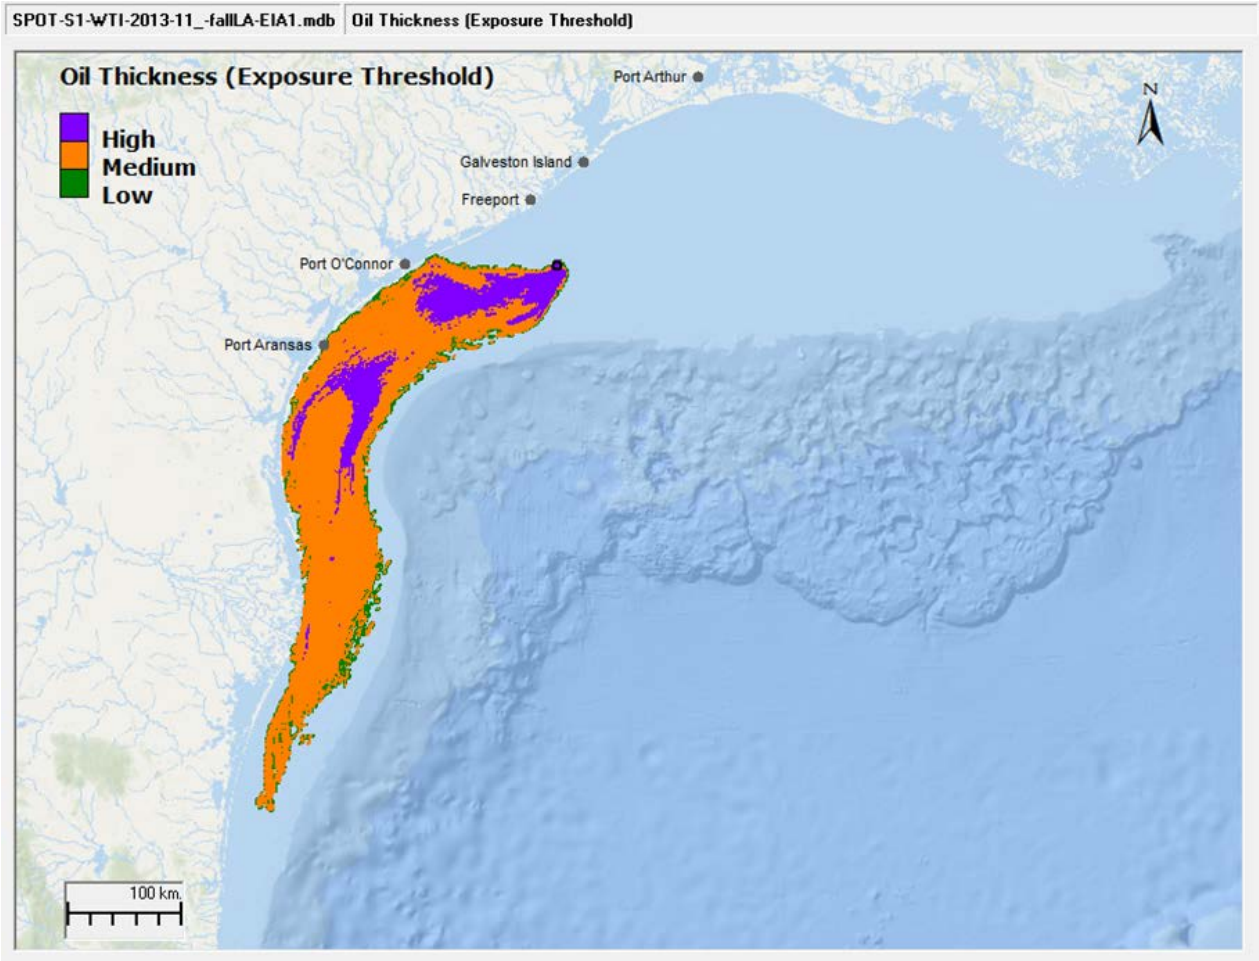 SPOT-S1-WTI-2013-11_-fallLA-EIA1.mdb Oil Thickness (Exposure Threshold)
Oil Thickness (Exposure Threshold)
Port Arthur
N
High
Medium
Low
Galveston Island
Freeport
Port O'Connor
Port Aransas
100 km.